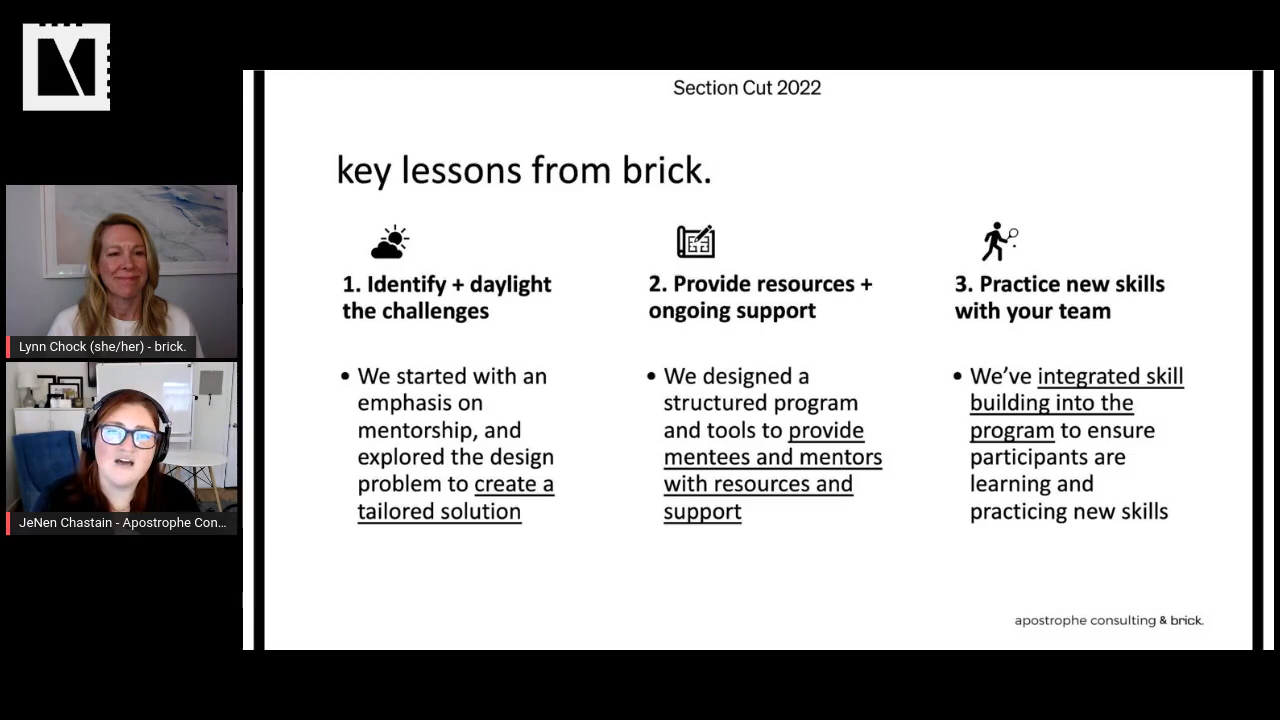 Section Cut 2022
key lessons from brick.
1. Identify + daylight
the challenges
• We started with an
emphasis on
mentorship, and
explored the design
problem to create a
tailored solution
2. Provide resources +
ongoing support
• We designed a
structured program
and tools to provide
mentees and mentors
with resources and
support
3. Practice new skills
with your team
• We’ve integrated skill
building into the
program to ensure
participants are
learning and
practicing new skills
apostrophe consulting & brick.
Lynn Chock (she/her) - brick.
JeNen Chastain - Apostrophe Con...